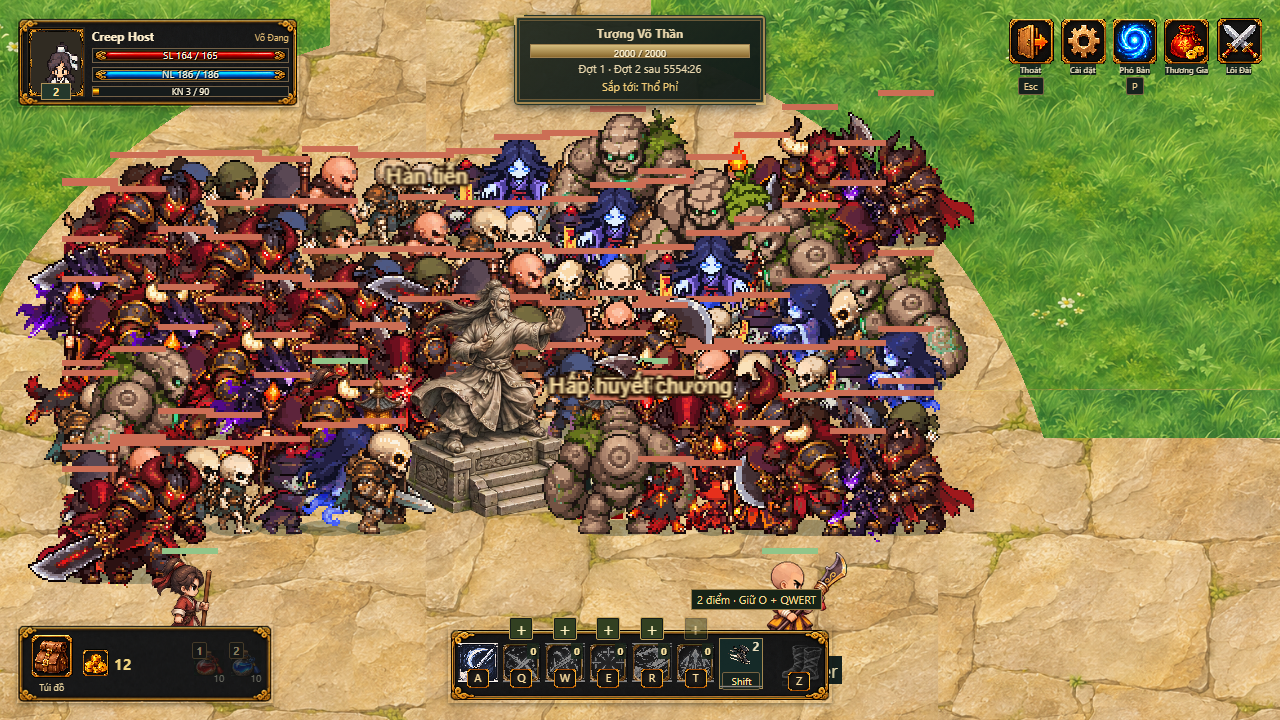 Creep Host
Võ Đang
SL 164 / 165
NL 186 / 186
KN 3 / 90
2
Tượng Võ Thần
2000 / 2000
Đợt 1 · Đợt 2 sau 5554:26
Sắp tới: Thổ Phỉ
Thoát
Cài đặt
Phó Bản
Thương Gia
Lôi Đài
Esc
P
Hàn tiên
Hấp huyết chưởng
2 điểm · Giữ O + QWERT
+ + + + +
0 0 0 0 0 2
A Q W E R T Shift Z
Túi đồ
12
1 2
10 10